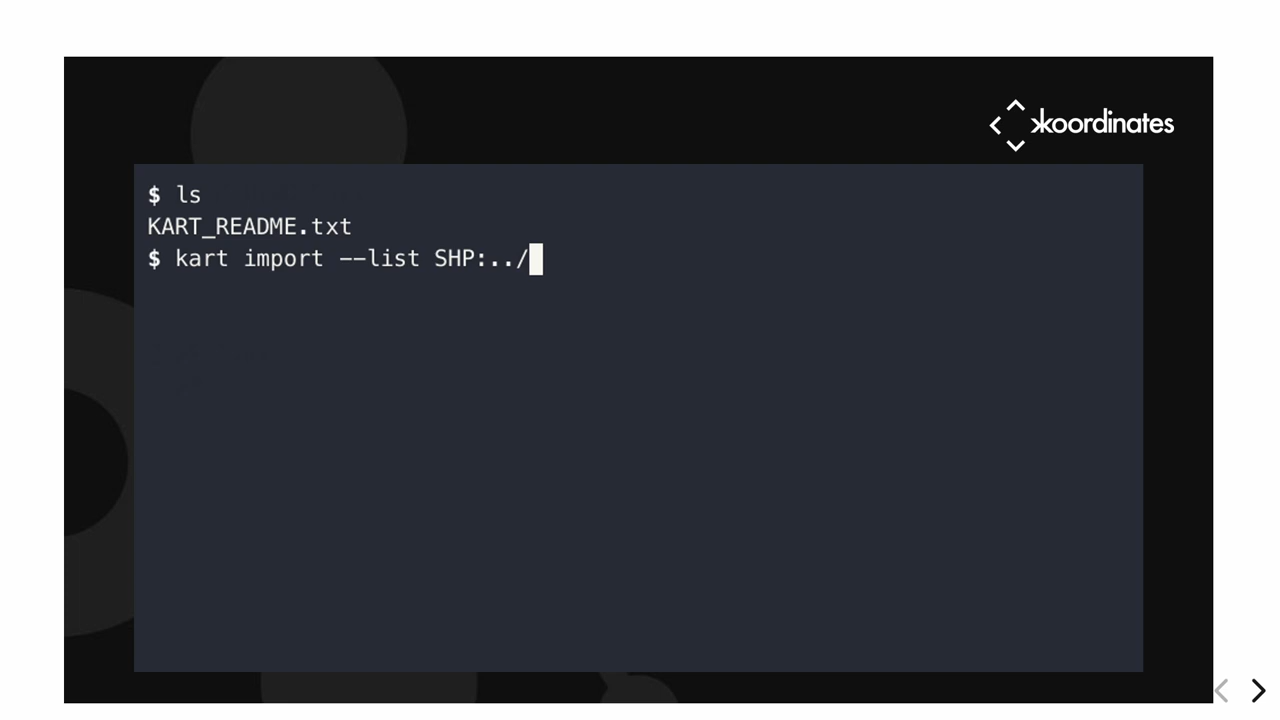 koordinates
$ ls
KART_README.txt
$ kart import --list SHP:../